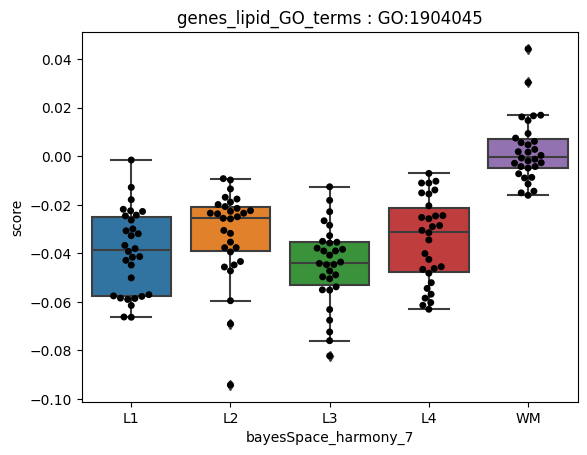 genes_lipid_GO_terms : GO:1904045
0.04
0.02
0.00
−0.02
−0.04
−0.06
−0.08
−0.10
score
L1 L2 L3 L4 WM
bayesSpace_harmony_7